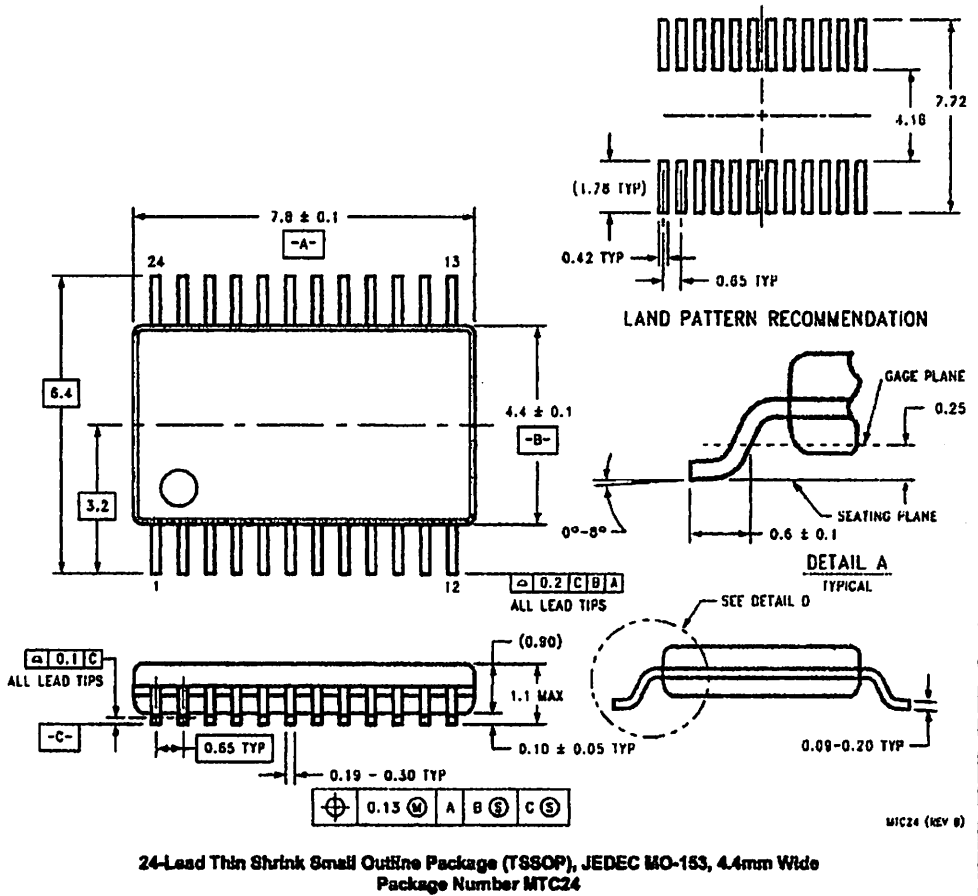 7.72
4.16
(1.78 TYP)
0.42 TYP
0.65 TYP
LAND PATTERN RECOMMENDATION
7.8 ± 0.1
-A-
24 13
6.4
3.2
4.4 ± 0.1
-B-
1 12
⌓ 0.2 C B A
ALL LEAD TIPS
GAGE PLANE
0.25
SEATING PLANE
0°-8°
0.6 ± 0.1
DETAIL A
TYPICAL
SEE DETAIL D
(0.90)
⌓ 0.1 C
ALL LEAD TIPS
1.1 MAX
-C-
0.65 TYP
0.10 ± 0.05 TYP
0.09-0.20 TYP
0.19 - 0.30 TYP
⌖ 0.13 Ⓜ A B Ⓢ C Ⓢ
MTC24 (REV B)
24-Lead Thin Shrink Small Outline Package (TSSOP), JEDEC MO-153, 4.4mm Wide
Package Number MTC24